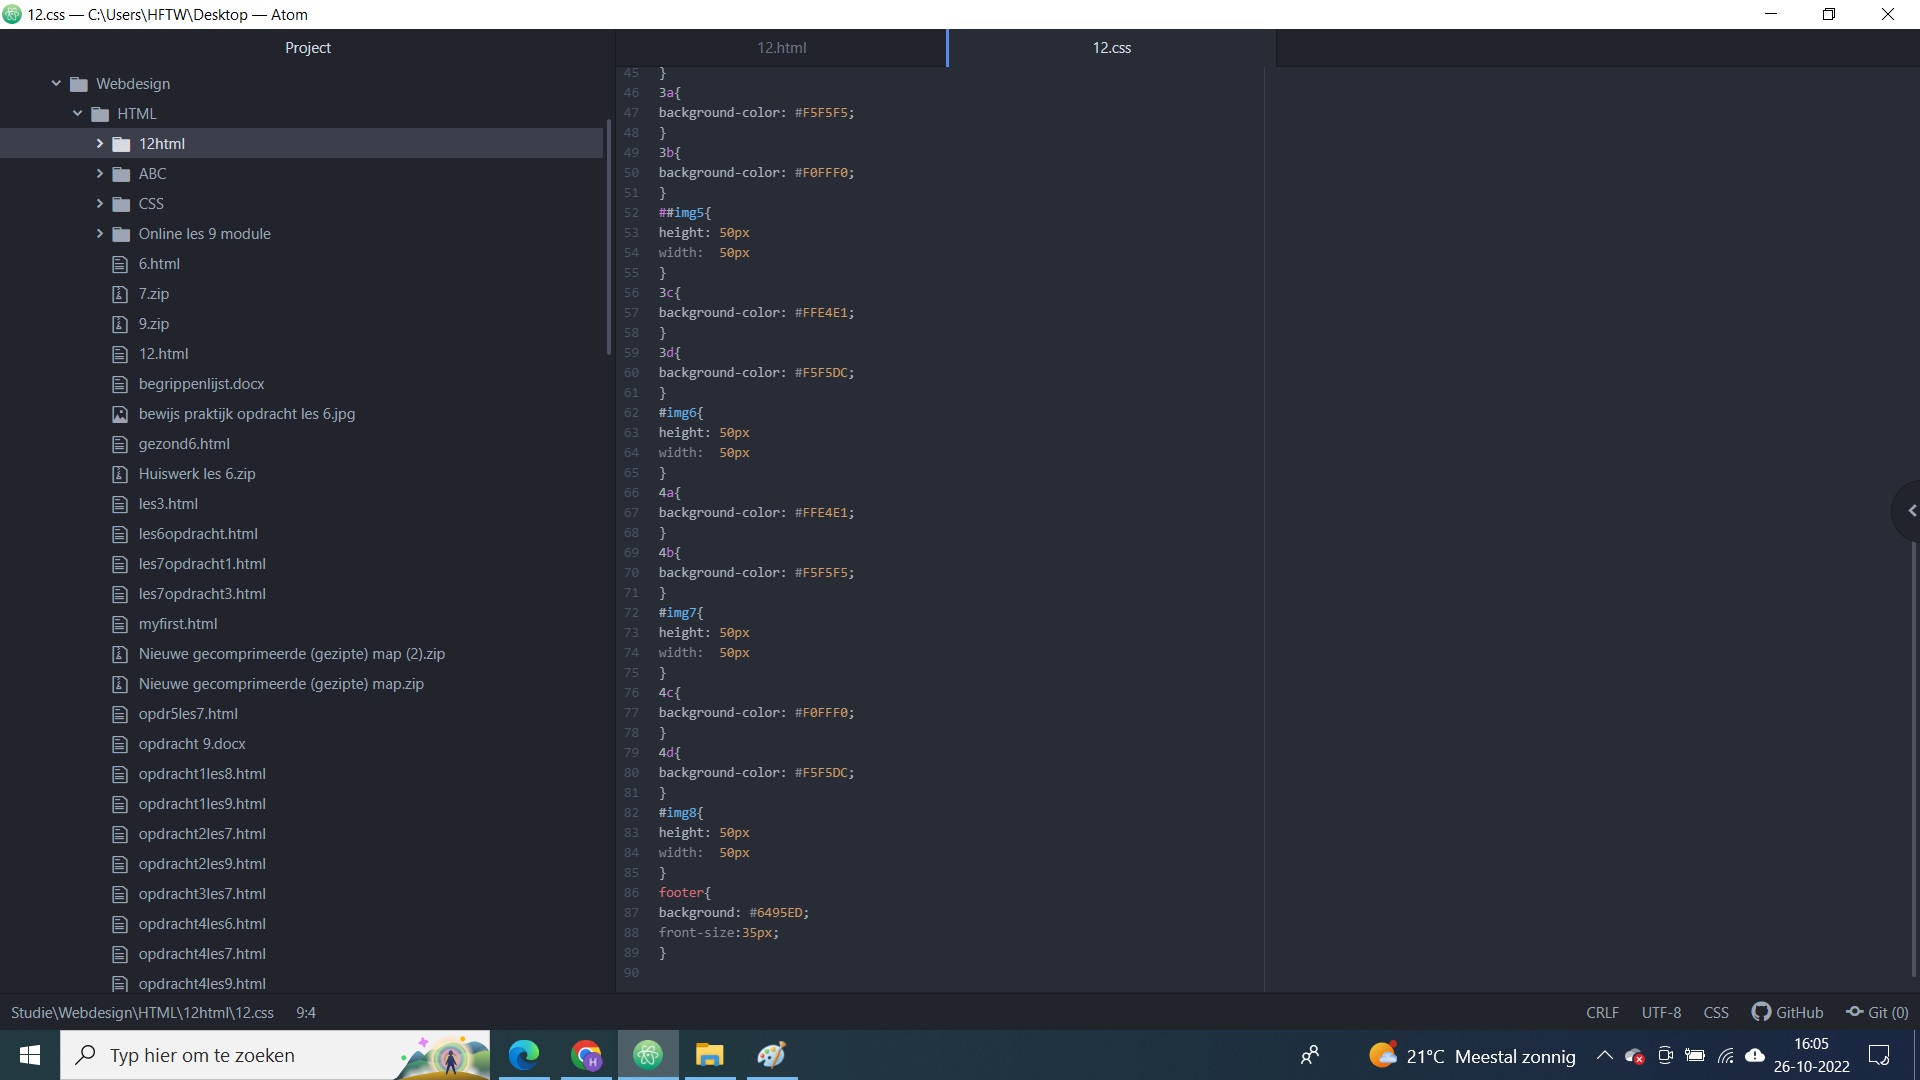 12.css — C:\Users\HFTW\Desktop — Atom
Project
Webdesign
HTML
12html
ABC
CSS
Online les 9 module
6.html
7.zip
9.zip
12.html
begrippenlijst.docx
bewijs praktijk opdracht les 6.jpg
gezond6.html
Huiswerk les 6.zip
les3.html
les6opdracht.html
les7opdracht1.html
les7opdracht3.html
myfirst.html
Nieuwe gecomprimeerde (gezipte) map (2).zip
Nieuwe gecomprimeerde (gezipte) map.zip
opdr5les7.html
opdracht 9.docx
opdracht1les8.html
opdracht1les9.html
opdracht2les7.html
opdracht2les9.html
opdracht3les7.html
opdracht4les6.html
opdracht4les7.html
opdracht4les9.html
12.html
12.css
45 }
46 3a{
47 background-color: #F5F5F5;
48 }
49 3b{
50 background-color: #F0FFF0;
51 }
52 ##img5{
53 height: 50px
54 width:  50px
55 }
56 3c{
57 background-color: #FFE4E1;
58 }
59 3d{
60 background-color: #F5F5DC;
61 }
62 #img6{
63 height: 50px
64 width:  50px
65 }
66 4a{
67 background-color: #FFE4E1;
68 }
69 4b{
70 background-color: #F5F5F5;
71 }
72 #img7{
73 height: 50px
74 width:  50px
75 }
76 4c{
77 background-color: #F0FFF0;
78 }
79 4d{
80 background-color: #F5F5DC;
81 }
82 #img8{
83 height: 50px
84 width:  50px
85 }
86 footer{
87 background: #6495ED;
88 front-size:35px;
89 }
90
Studie\Webdesign\HTML\12html\12.css 9:4
CRLF UTF-8 CSS GitHub Git (0)
Typ hier om te zoeken
H
21°C Meestal zonnig
16:05
26-10-2022